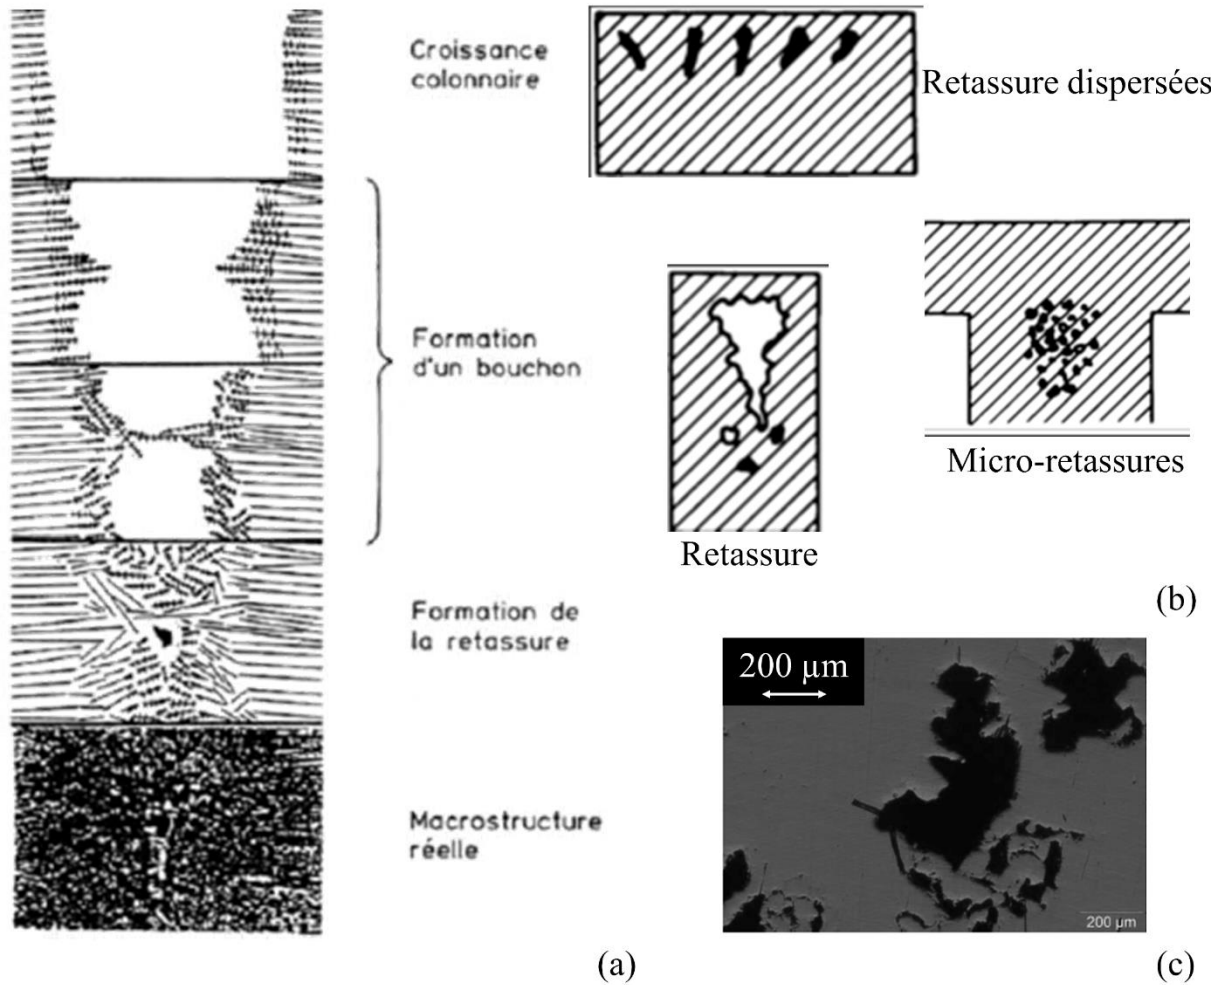 Croissance
colonnaire
Formation
d'un bouchon
Formation de
la retassure
Macrostructure
réelle
(a)
Retassure dispersées
Retassure
Micro-retassures
(b)
200 µm
200 µm
(c)